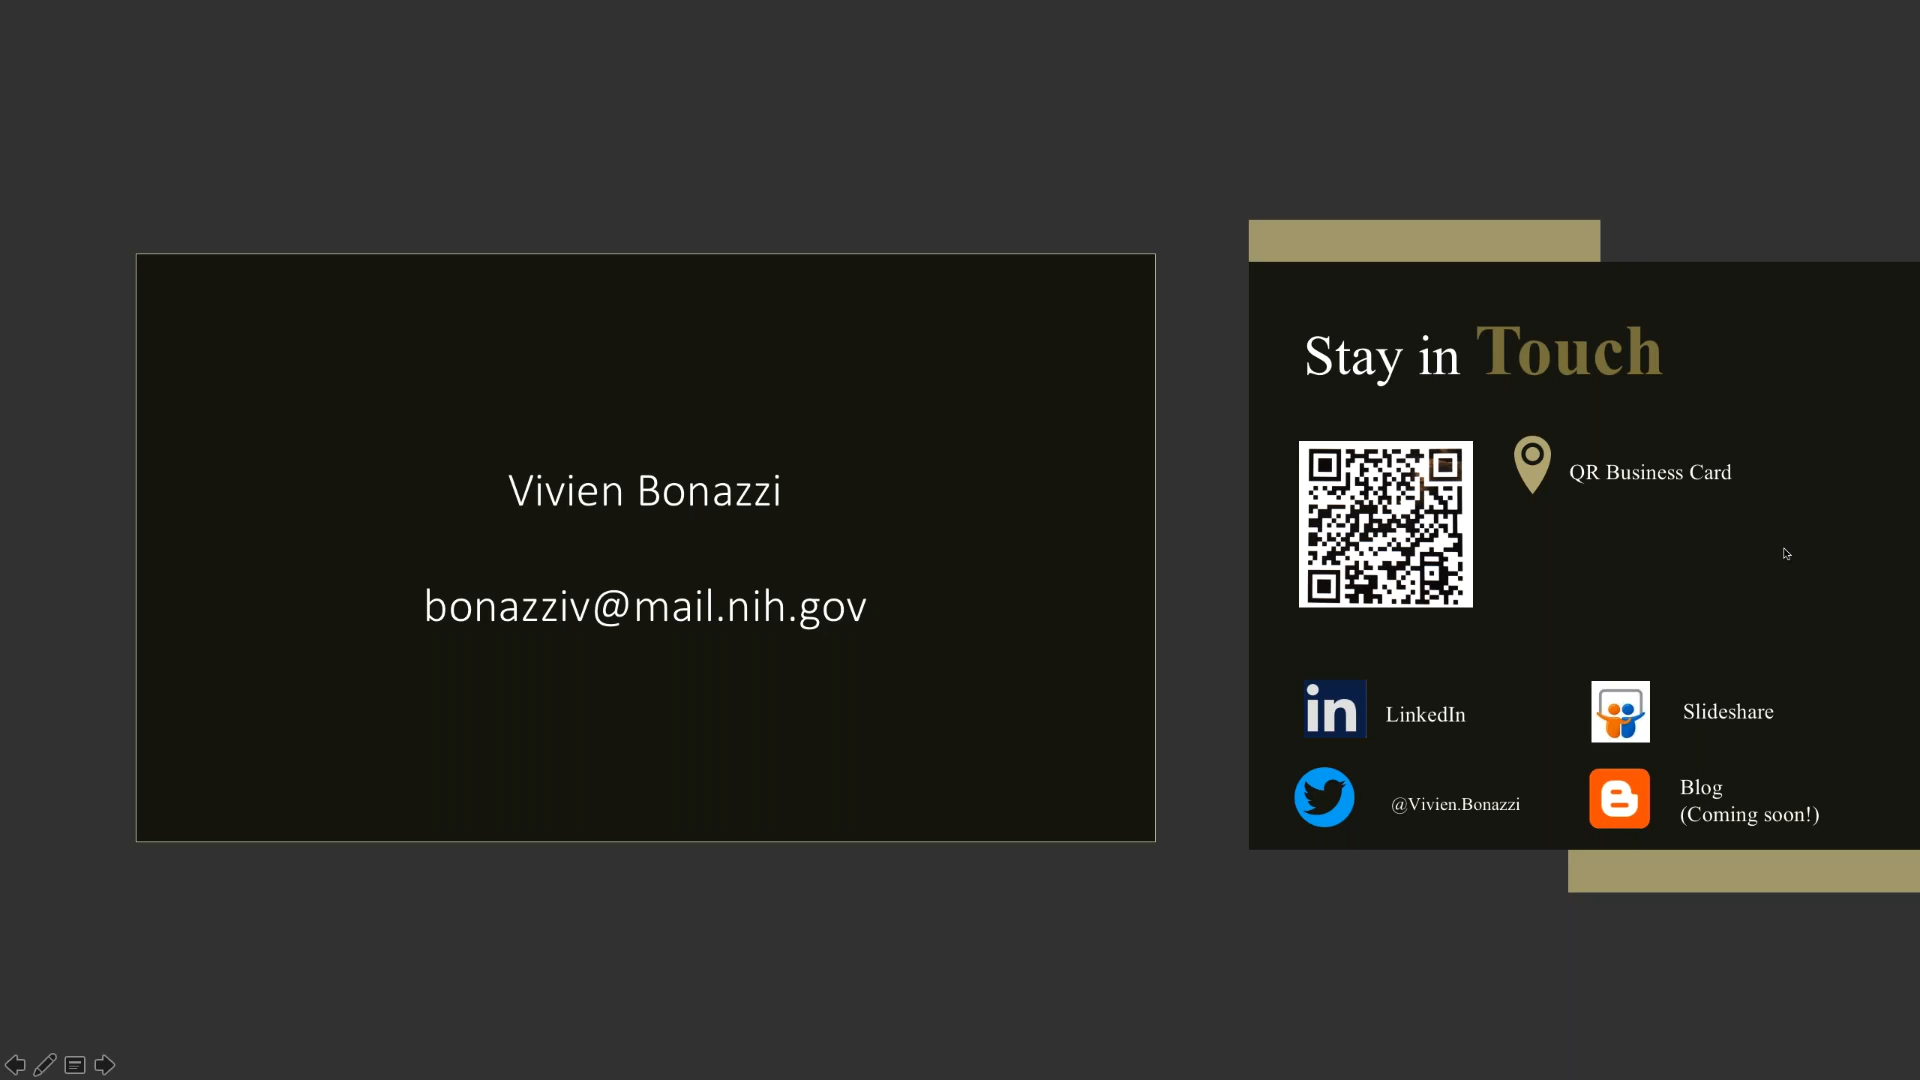 Vivien Bonazzi
bonazziv@mail.nih.gov
Stay in Touch
QR Business Card
in LinkedIn
Slideshare
@Vivien.Bonazzi
Blog
(Coming soon!)